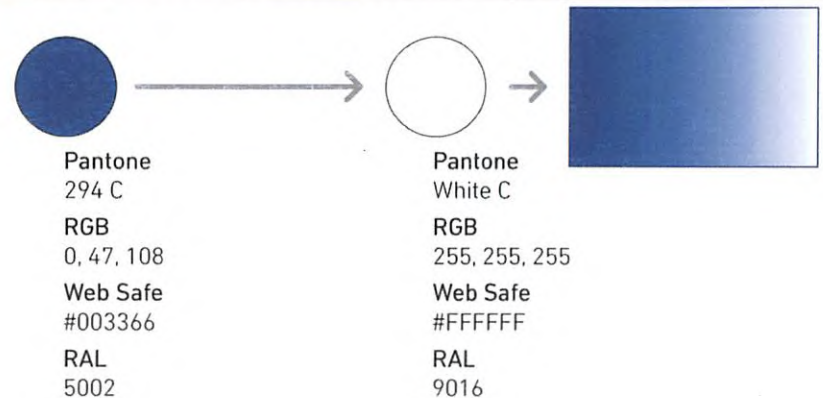 Pantone
294 C
RGB
0, 47, 108
Web Safe
#003366
RAL
5002
Pantone
White C
RGB
255, 255, 255
Web Safe
#FFFFFF
RAL
9016